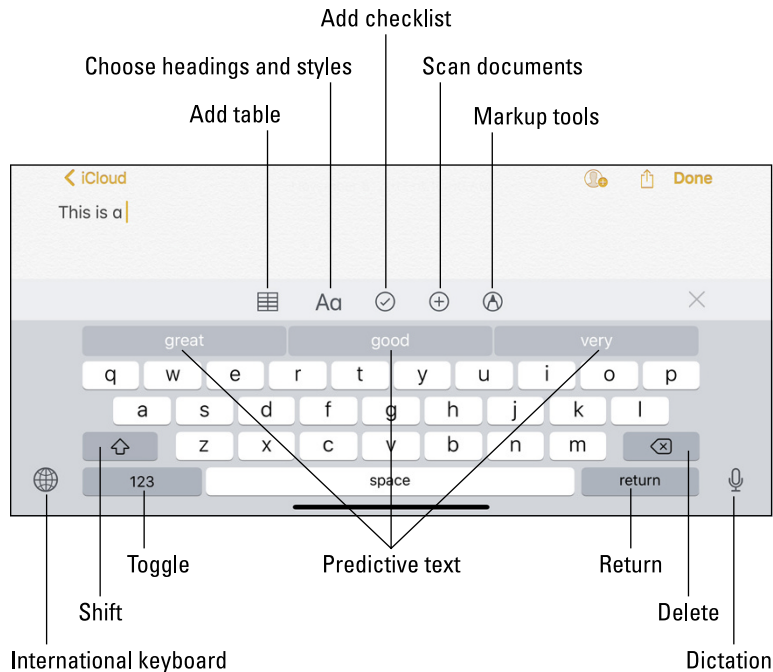 Add checklist
Choose headings and styles Scan documents
Add table Markup tools
iCloud Done
This is a
Aa
great good very
q w e r t y u i o p
a s d f g h j k l
z x c v b n m
123 space return
Toggle Predictive text Return
Shift Delete
International keyboard Dictation